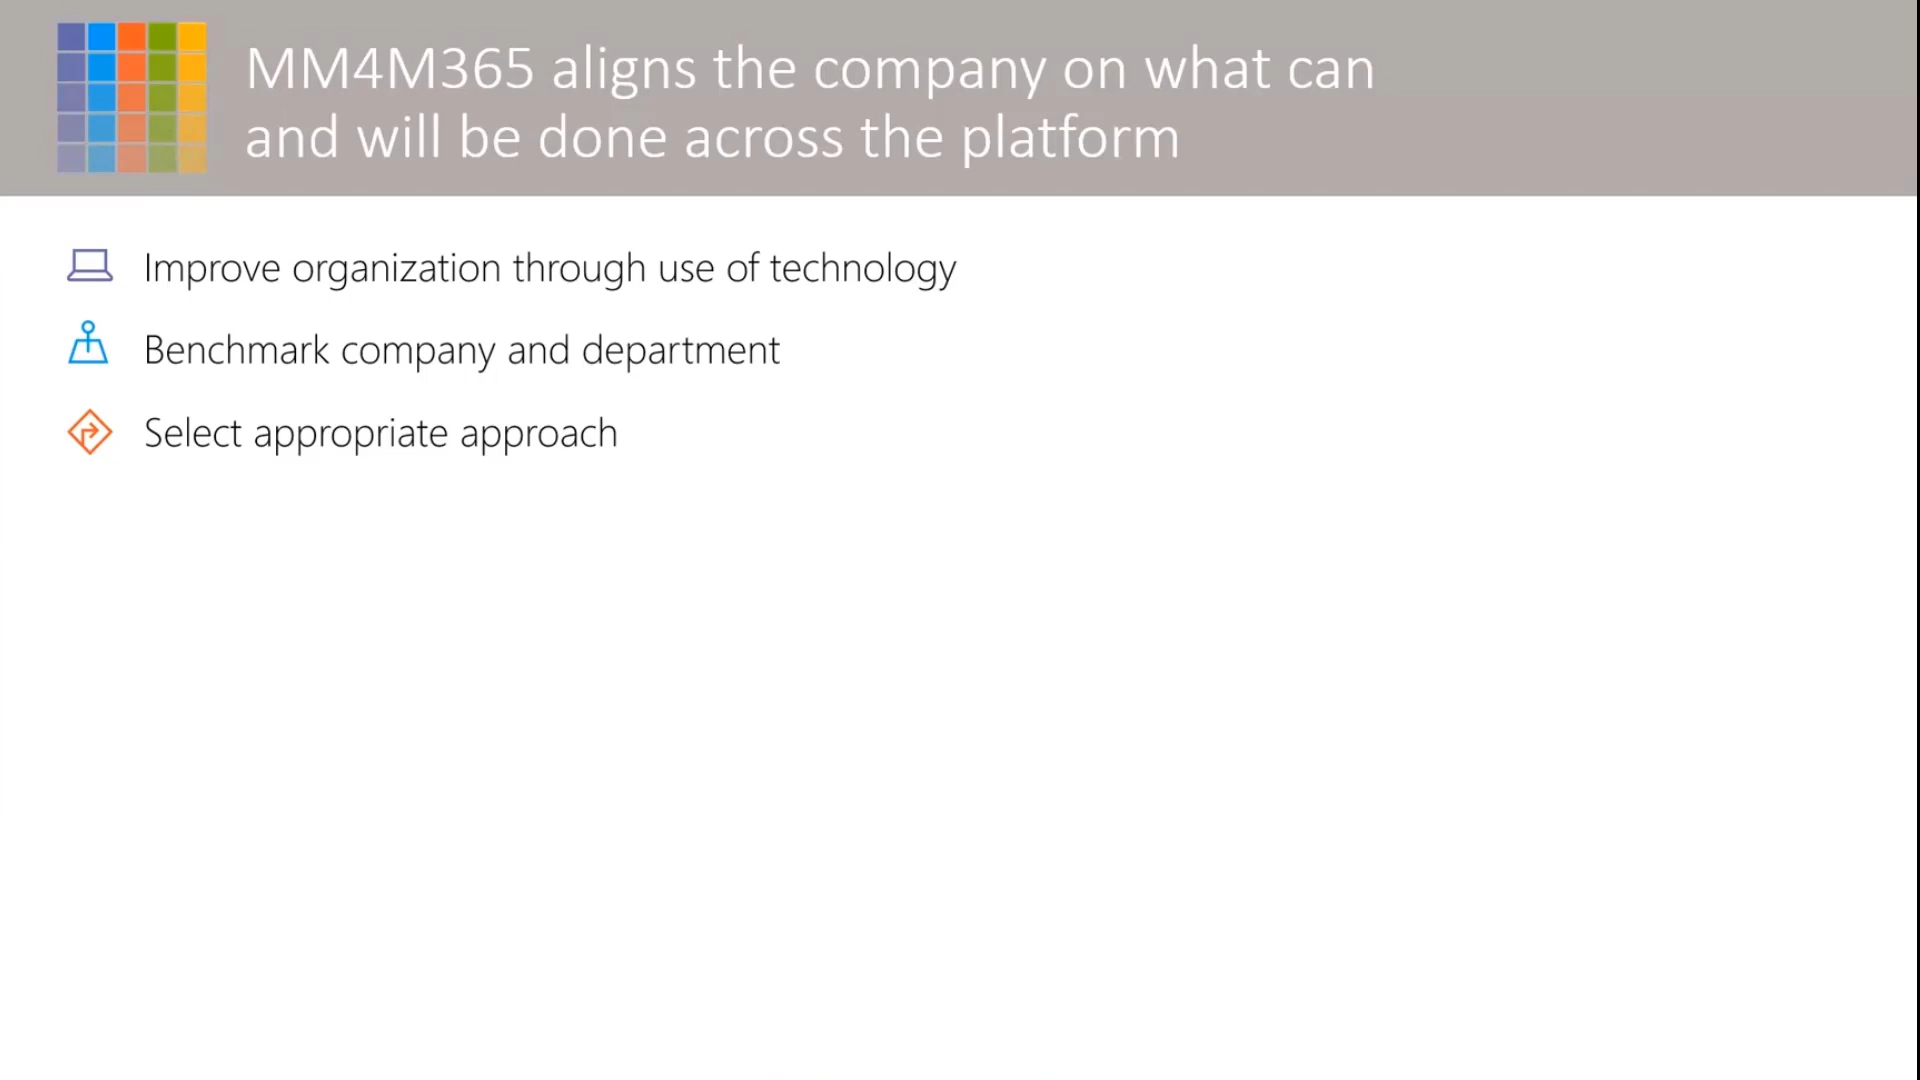 MM4M365 aligns the company on what can
and will be done across the platform
Improve organization through use of technology
Benchmark company and department
Select appropriate approach